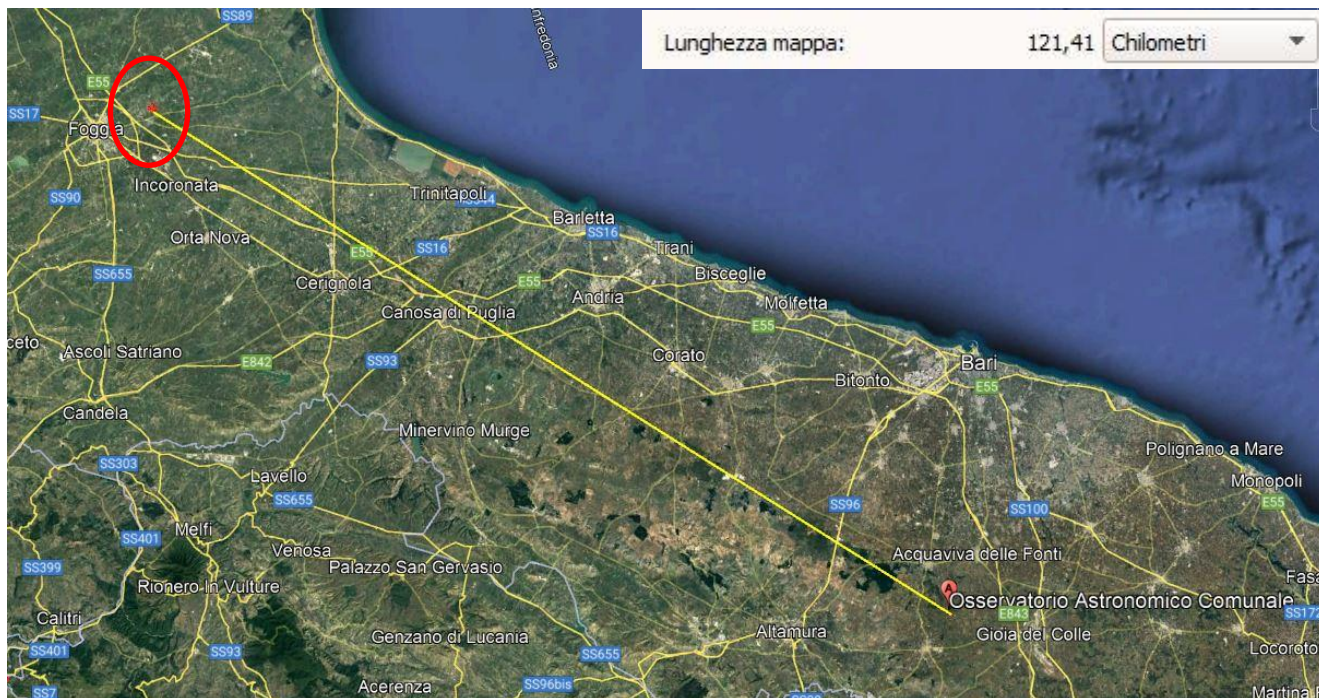 SS89
nfredonia
Lunghezza mappa:
121,41 Chilometri
E55
SS17
Foggia
Incoronata
SS90
Trinitapoli
SS544
Barletta
SS16
Orta Nova
SS16
E55
Trani
SS655
Cerignola
E55
Bisceglie
Andria
Molfetta
Canosa di Puglia
E55
ceto
Ascoli Satriano
E842
SS93
Corato
Bari
Bitonto
E55
Candela
Minervino Murge
Polignano a Mare
SS303
Lavello
Monopoli
SS655
SS96
E55
SS100
Melfi
SS401
Venosa
Acquaviva delle Fonti
SS399
Palazzo San Gervasio
Rionero In Vulture
Fasa
A
Osservatorio Astronomico Comunale
E843
SS172
Calitri
Genzano di Lucania
Altamura
Gioia del Colle
SS401
SS93
SS655
Locoroto
Acerenza
SS96bis
SS7
Martina F